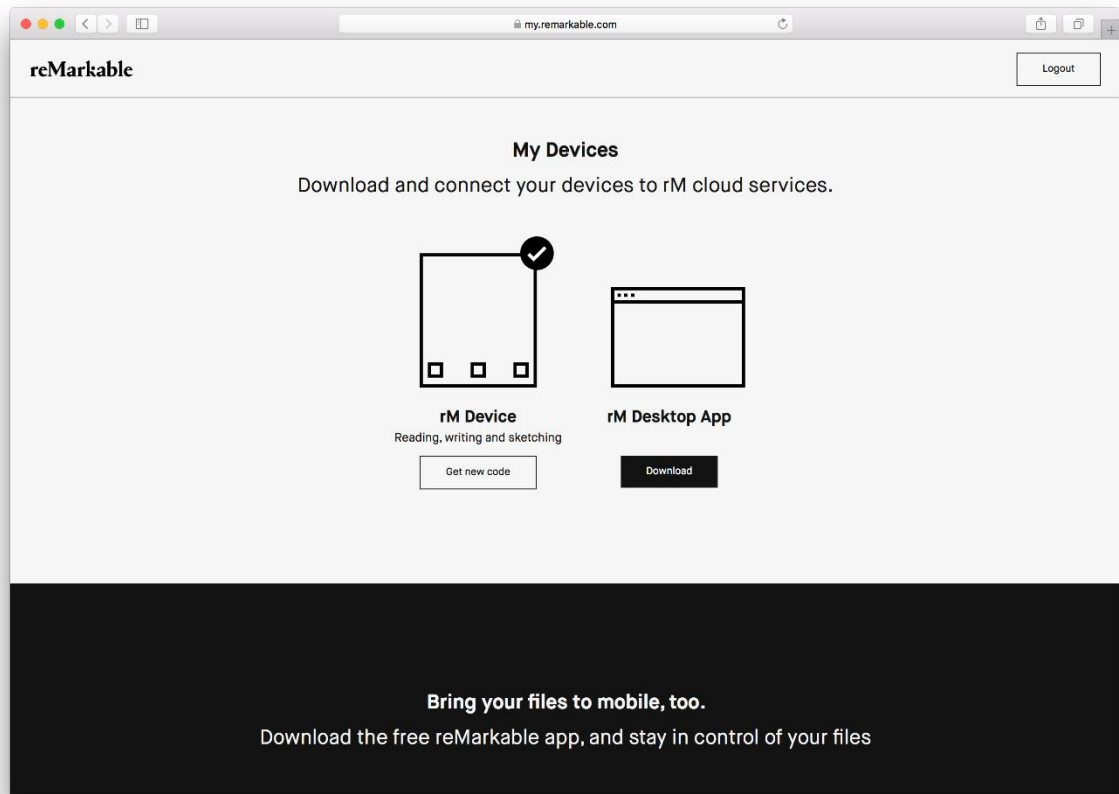 my.remarkable.com
reMarkable
Logout
My Devices
Download and connect your devices to rM cloud services.
rM Device
Reading, writing and sketching
Get new code
rM Desktop App
Download
Bring your files to mobile, too.
Download the free reMarkable app, and stay in control of your files